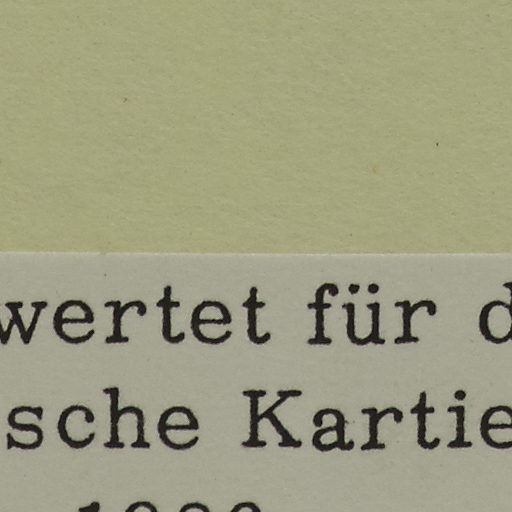 wertet für d
sche Kartie